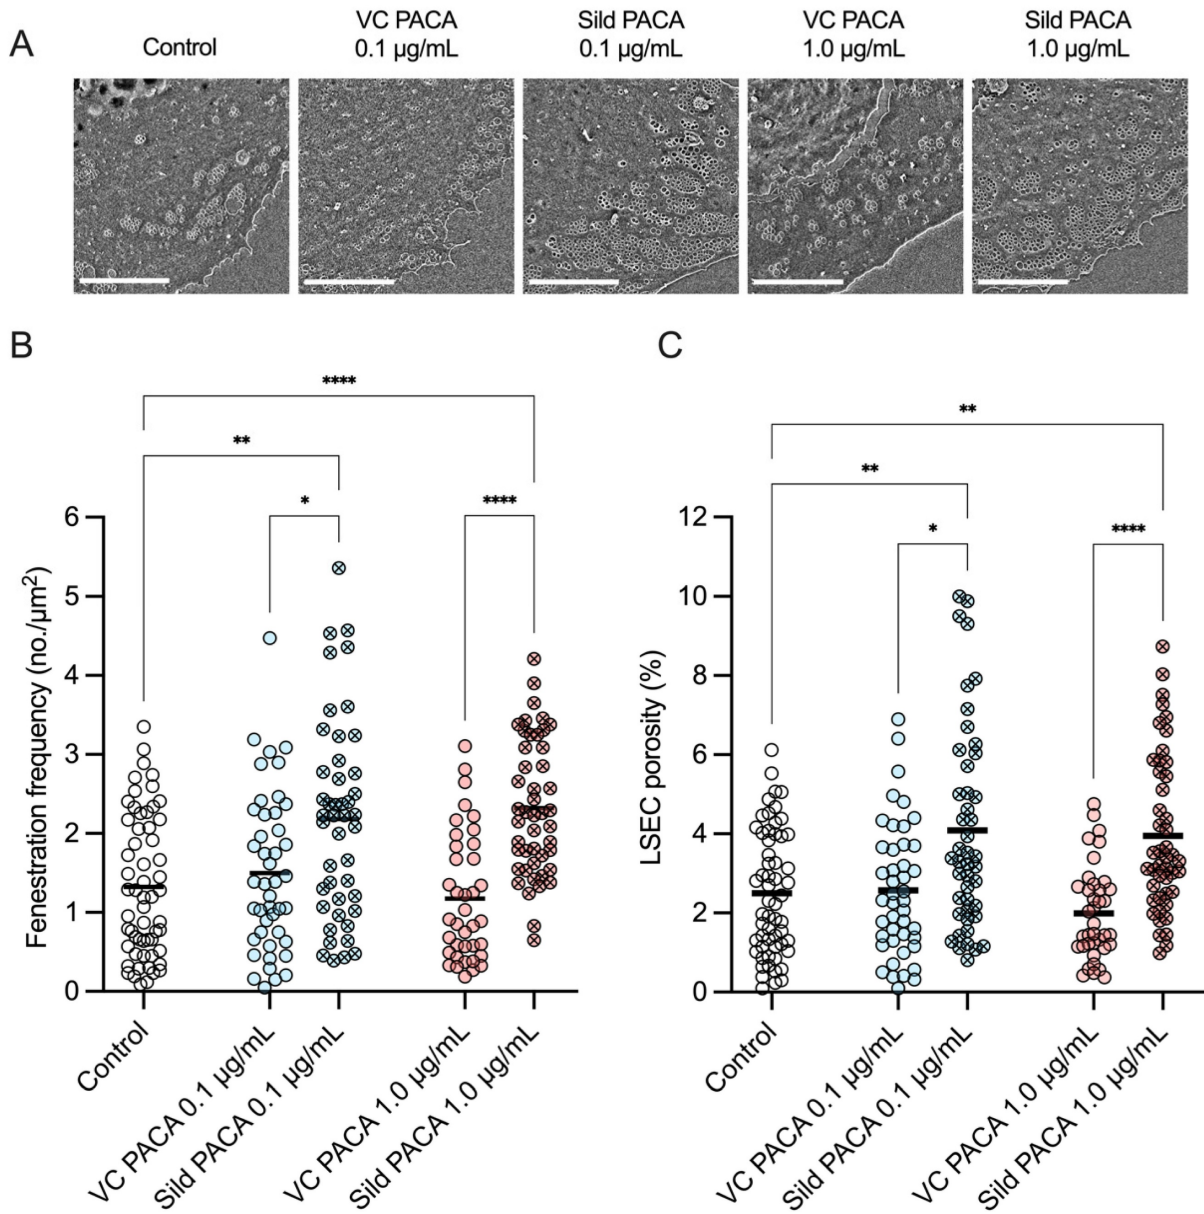 A
Control
VC PACA
0.1 µg/mL
Sild PACA
0.1 µg/mL
VC PACA
1.0 µg/mL
Sild PACA
1.0 µg/mL
B
Fenestration frequency (no./µm²)
6
5
4
3
2
1
0
****
**
*
****
Control
VC PACA 0.1 µg/mL
Sild PACA 0.1 µg/mL
VC PACA 1.0 µg/mL
Sild PACA 1.0 µg/mL
C
LSEC porosity (%)
12
10
8
6
4
2
0
**
**
*
****
Control
VC PACA 0.1 µg/mL
Sild PACA 0.1 µg/mL
VC PACA 1.0 µg/mL
Sild PACA 1.0 µg/mL